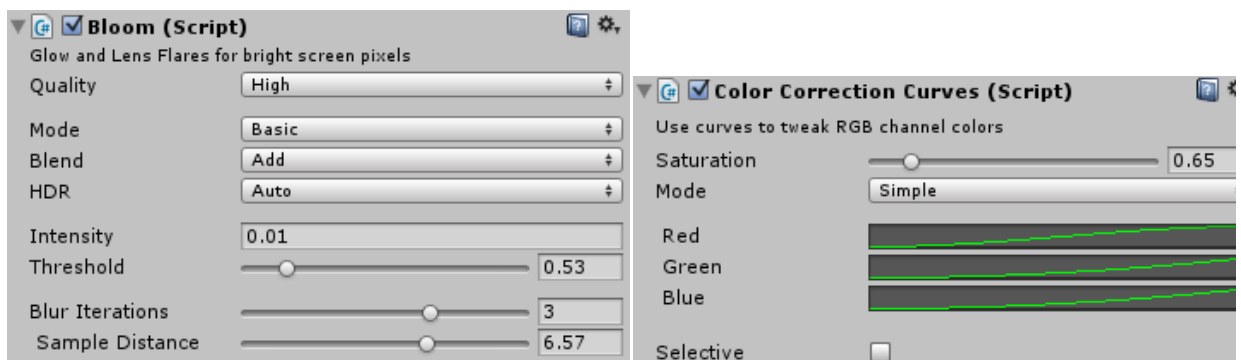 Bloom (Script)
Glow and Lens Flares for bright screen pixels
Quality High
Mode Basic
Blend Add
HDR Auto
Intensity 0.01
Threshold 0.53
Blur Iterations 3
Sample Distance 6.57
Color Correction Curves (Script)
Use curves to tweak RGB channel colors
Saturation 0.65
Mode Simple
Red
Green
Blue
Selective